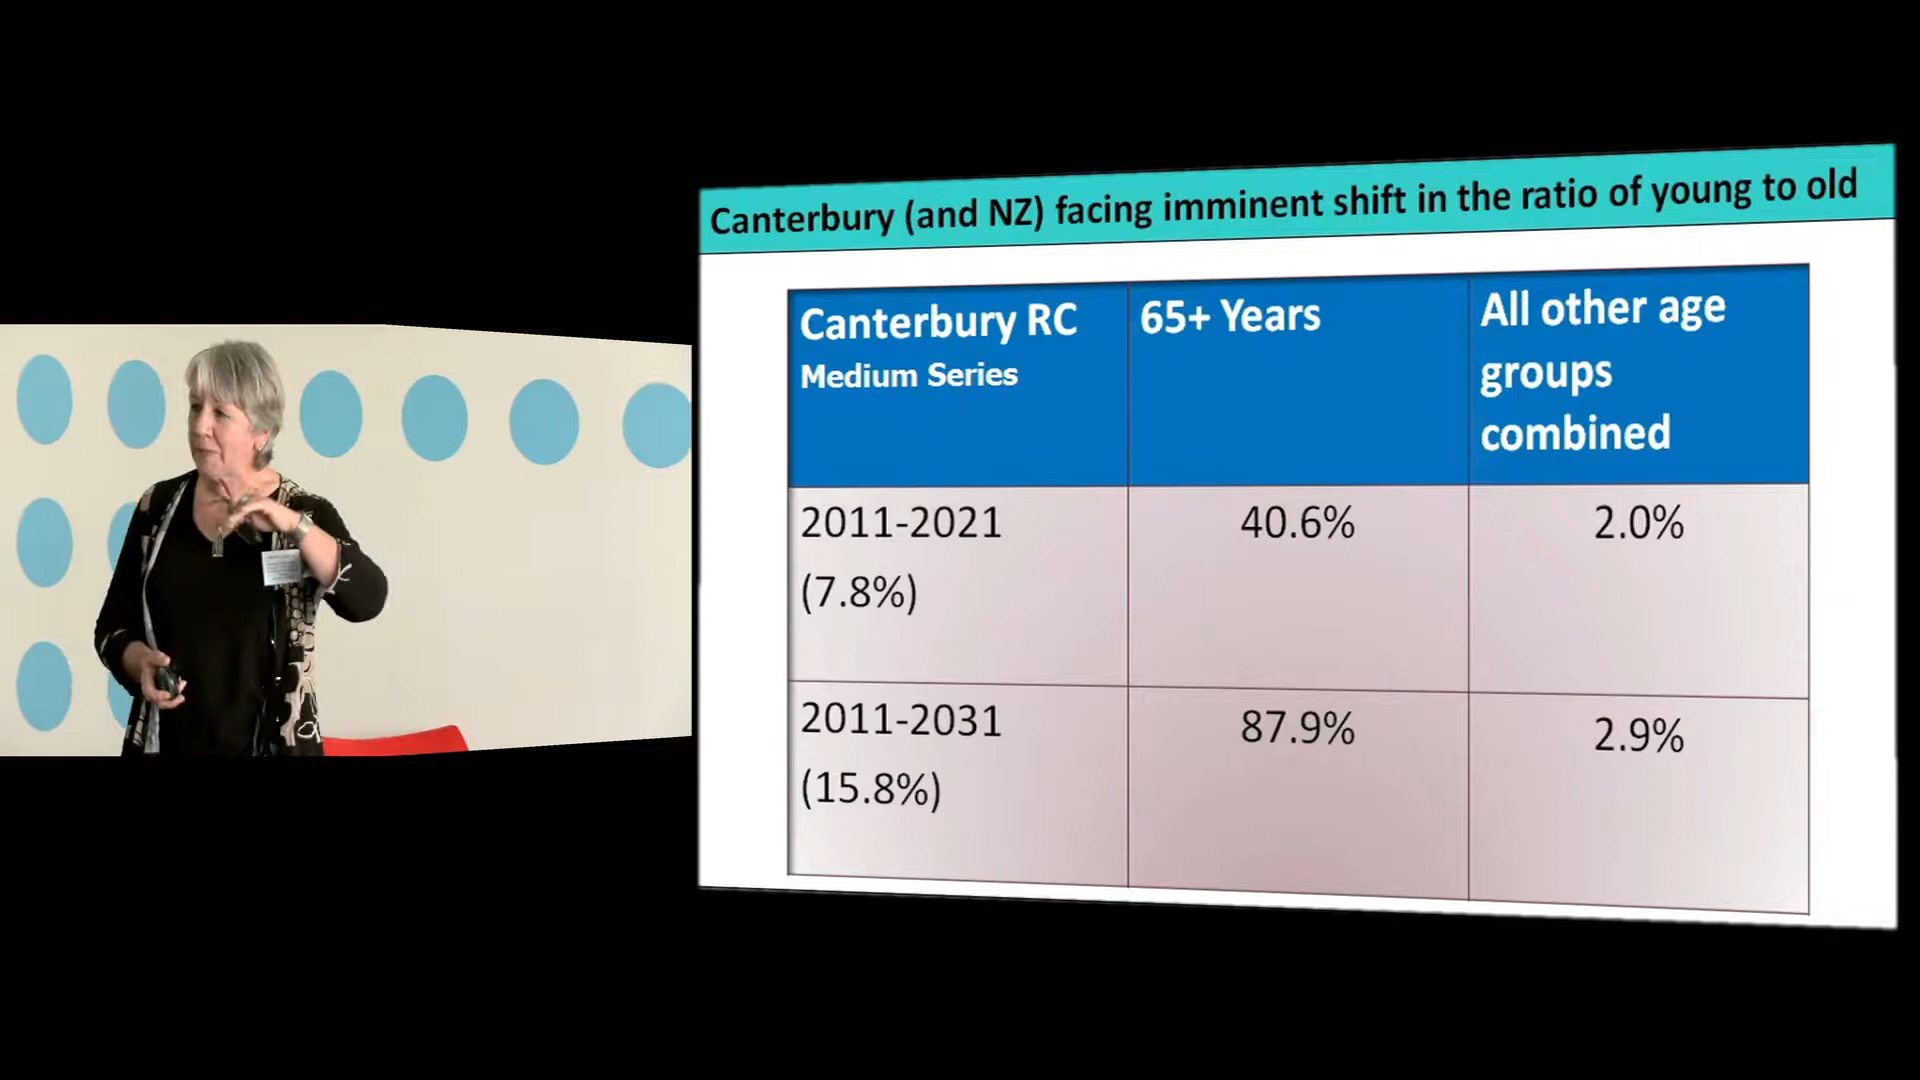 Canterbury (and NZ) facing imminent shift in the ratio of young to old
Canterbury RC
Medium Series
65+ Years
All other age
groups
combined
2011-2021
(7.8%)
40.6%
2.0%
2011-2031
(15.8%)
87.9%
2.9%